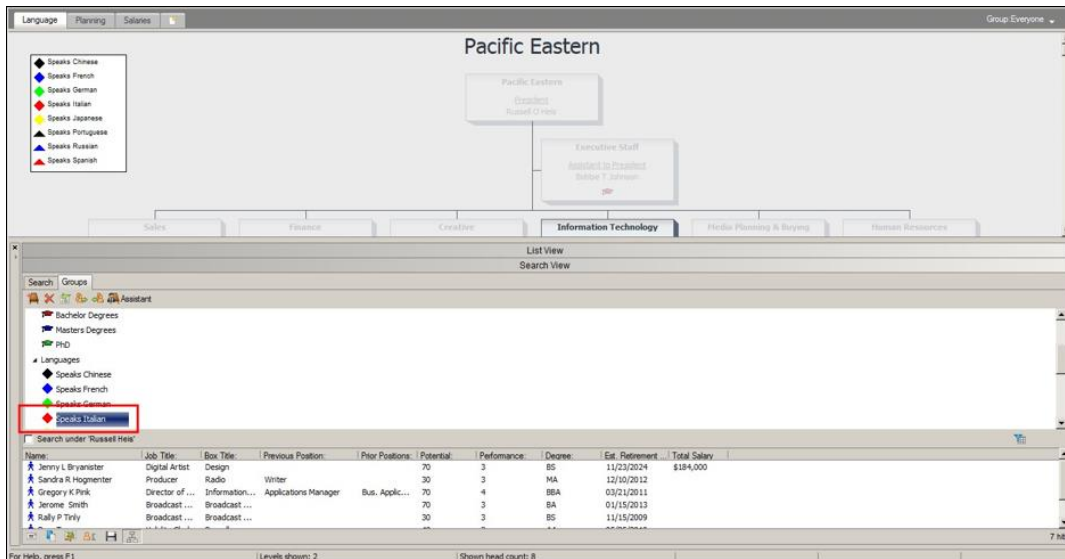 Language Planning Salaries Group:Everyone
Pacific Eastern
Speaks Chinese
Speaks French
Speaks German
Speaks Italian
Speaks Japanese
Speaks Portuguese
Speaks Russian
Speaks Spanish
Pacific Eastern
President
Russell O Heis
Executive Staff
Assistant to President
Bobbie T Johnson
Sales Finance Creative Information Technology Media Planning & Buying Human Resources
List View
Search View
Search Groups
Assistant
Bachelor Degrees
Masters Degrees
PhD
Languages
Speaks Chinese
Speaks French
Speaks German
Speaks Italian
Search under 'Russell Heis'
Name: Job Title: Box Title: Previous Position: Prior Positions: Potential: Performance: Degree: Est. Retirement ... Total Salary
Jenny L Bryanister Digital Artist Design 70 3 BS 11/23/2024 $184,000
Sandra R Hogmenter Producer Radio Writer 30 3 MA 12/10/2012
Gregory K Pink Director of ... Information... Applications Manager Bus. Applic... 70 4 BBA 03/21/2011
Jerome Smith Broadcast ... Broadcast ... 70 3 BA 01/15/2013
Rally P Tinly Broadcast ... Broadcast ... 30 3 BS 11/15/2009
7 hit
For Help, press F1 Levels shown: 2 Shown head count: 8